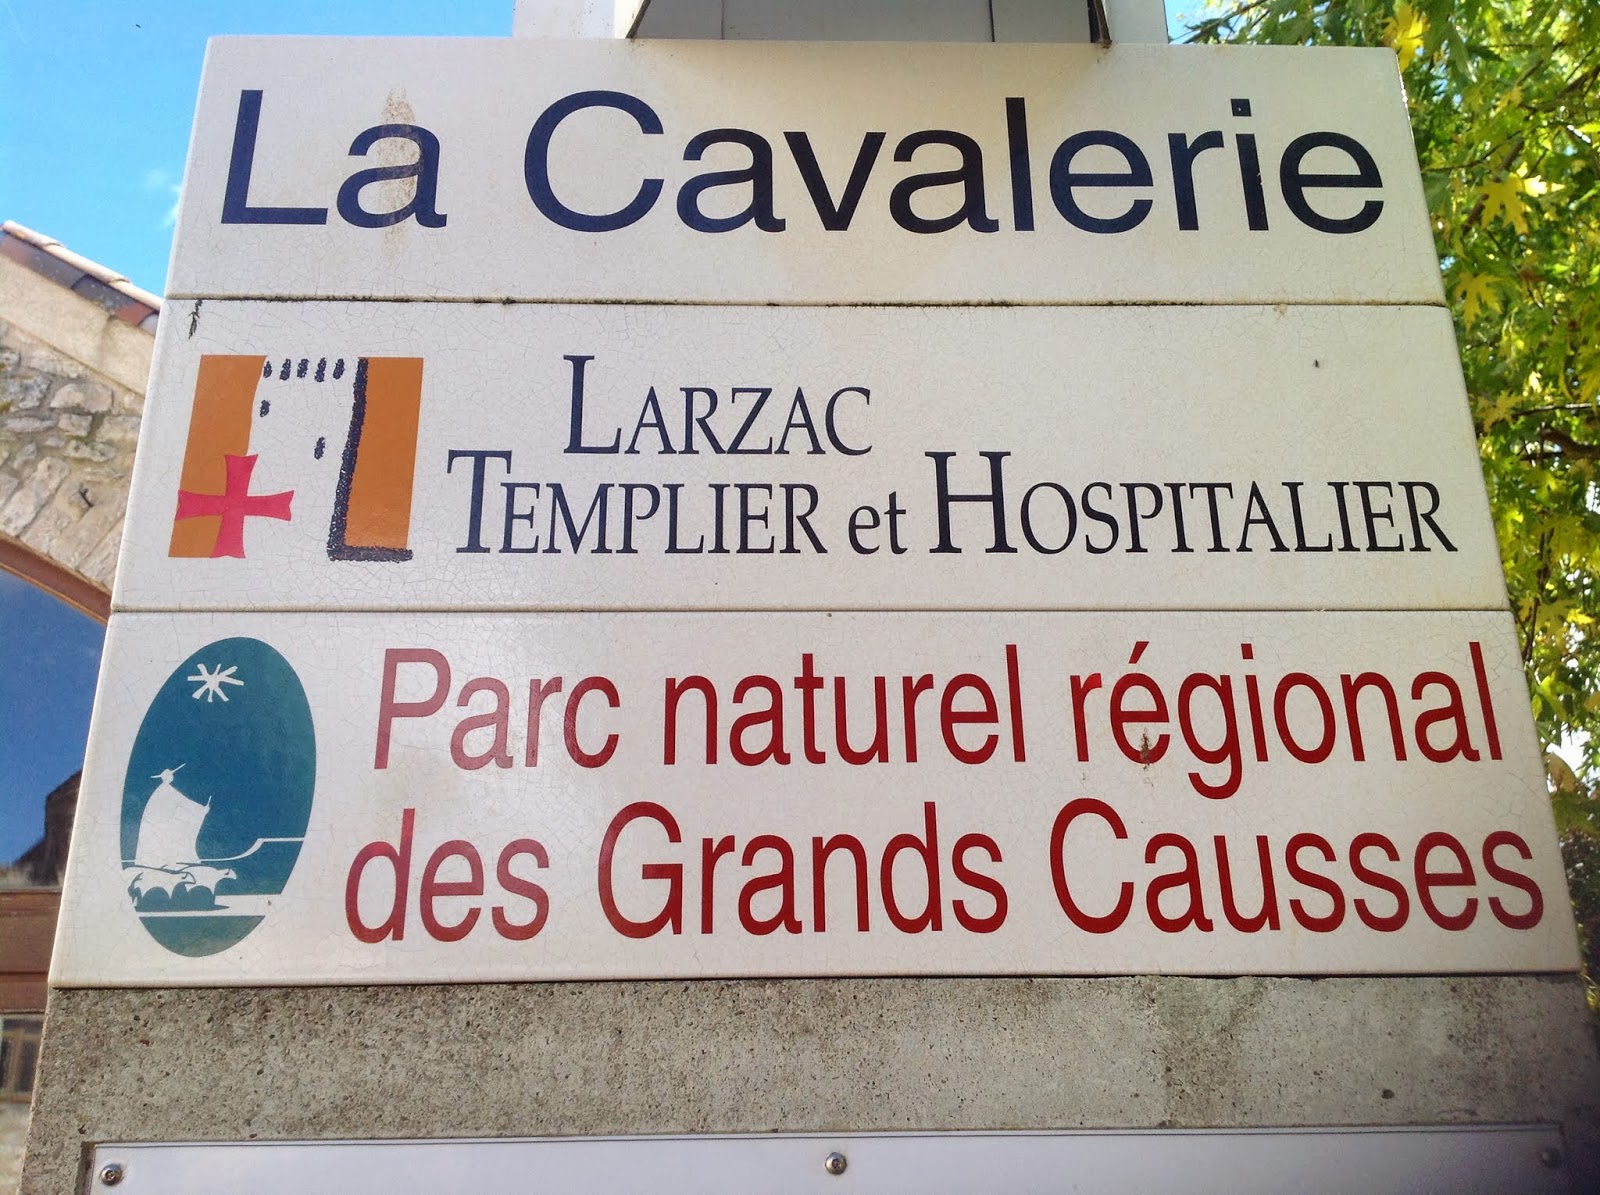 La Cavalerie
LARZAC
TEMPLIER et HOSPITALIER
Parc naturel régional
des Grands Causses